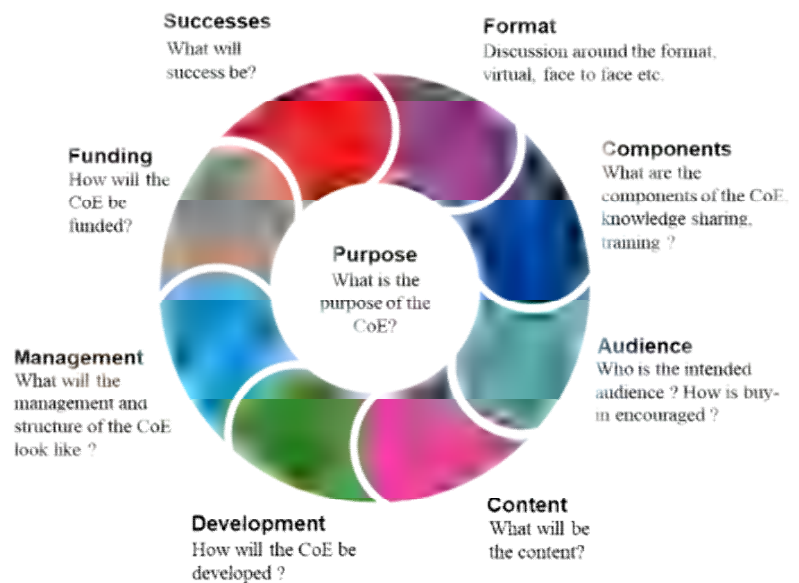 Successes
What will
success be?
Format
Discussion around the format,
virtual, face to face etc.
Components
What are the
components of the CoE,
knowledge sharing,
training ?
Audience
Who is the intended
audience ? How is buy-
in encouraged ?
Content
What will be
the content?
Development
How will the CoE be
developed ?
Management
What will the
management and
structure of the CoE
look like ?
Funding
How will the
CoE be
funded?
Purpose
What is the
purpose of the
CoE?